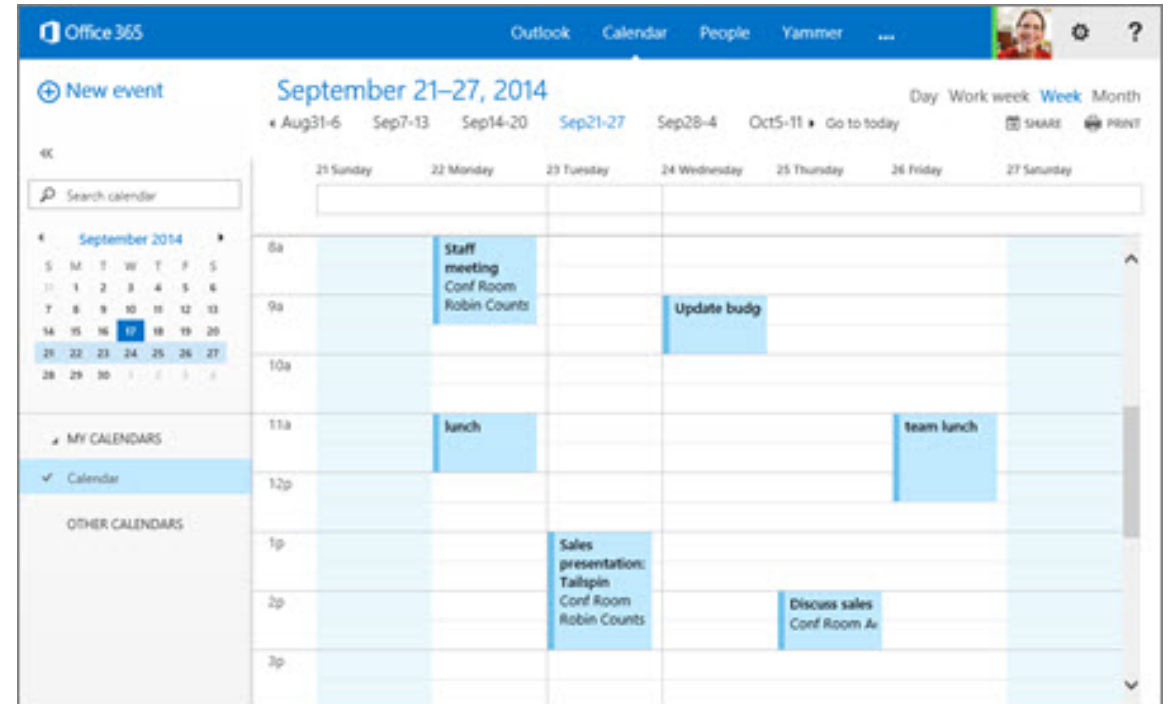 Office 365
Outlook Calendar People Yammer ... ?
New event
September 21–27, 2014
Day Work week Week Month
Aug31-6 Sep7-13 Sep14-20 Sep21-27 Sep28-4 Oct5-11 Go to today
SHARE PRINT
«
21 Sunday 22 Monday 23 Tuesday 24 Wednesday 25 Thursday 26 Friday 27 Saturday
Search calendar
September 2014
S M T W T F S
31 1 2 3 4 5 6
7 8 9 10 11 12 13
14 15 16 17 18 19 20
21 22 23 24 25 26 27
28 29 30 1 2 3 4
MY CALENDARS
Calendar
OTHER CALENDARS
8a
Staff
meeting
Conf Room
Robin Counts
9a
Update budg
10a
11a
lunch
team lunch
12p
1p
Sales
presentation:
Tailspin
Conf Room
Robin Counts
2p
Discuss sales
Conf Room A
3p